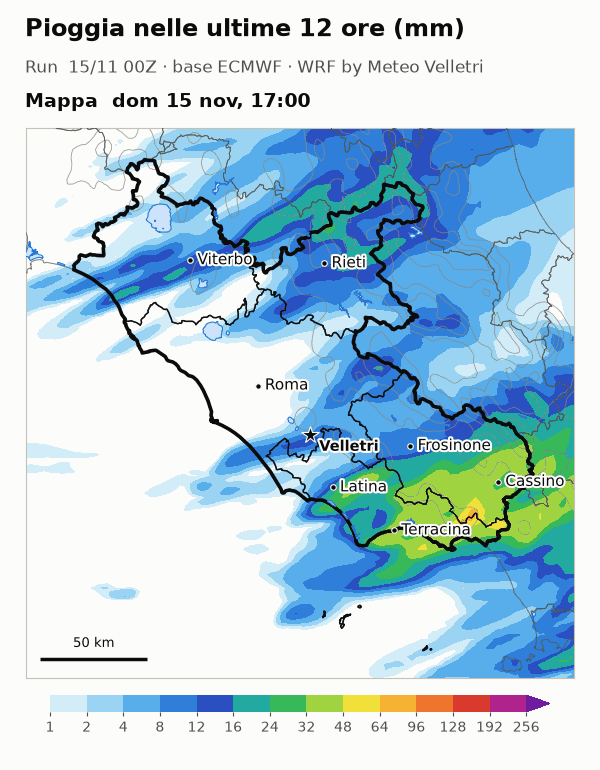 Pioggia nelle ultime 12 ore (mm)
Run  15/11 00Z · base ECMWF · WRF by Meteo Velletri
Mappa  dom 15 nov, 17:00
Viterbo
Rieti
Roma
Velletri
Frosinone
Latina
Cassino
Terracina
50 km
1 2 4 8 12 16 24 32 48 64 96 128 192 256